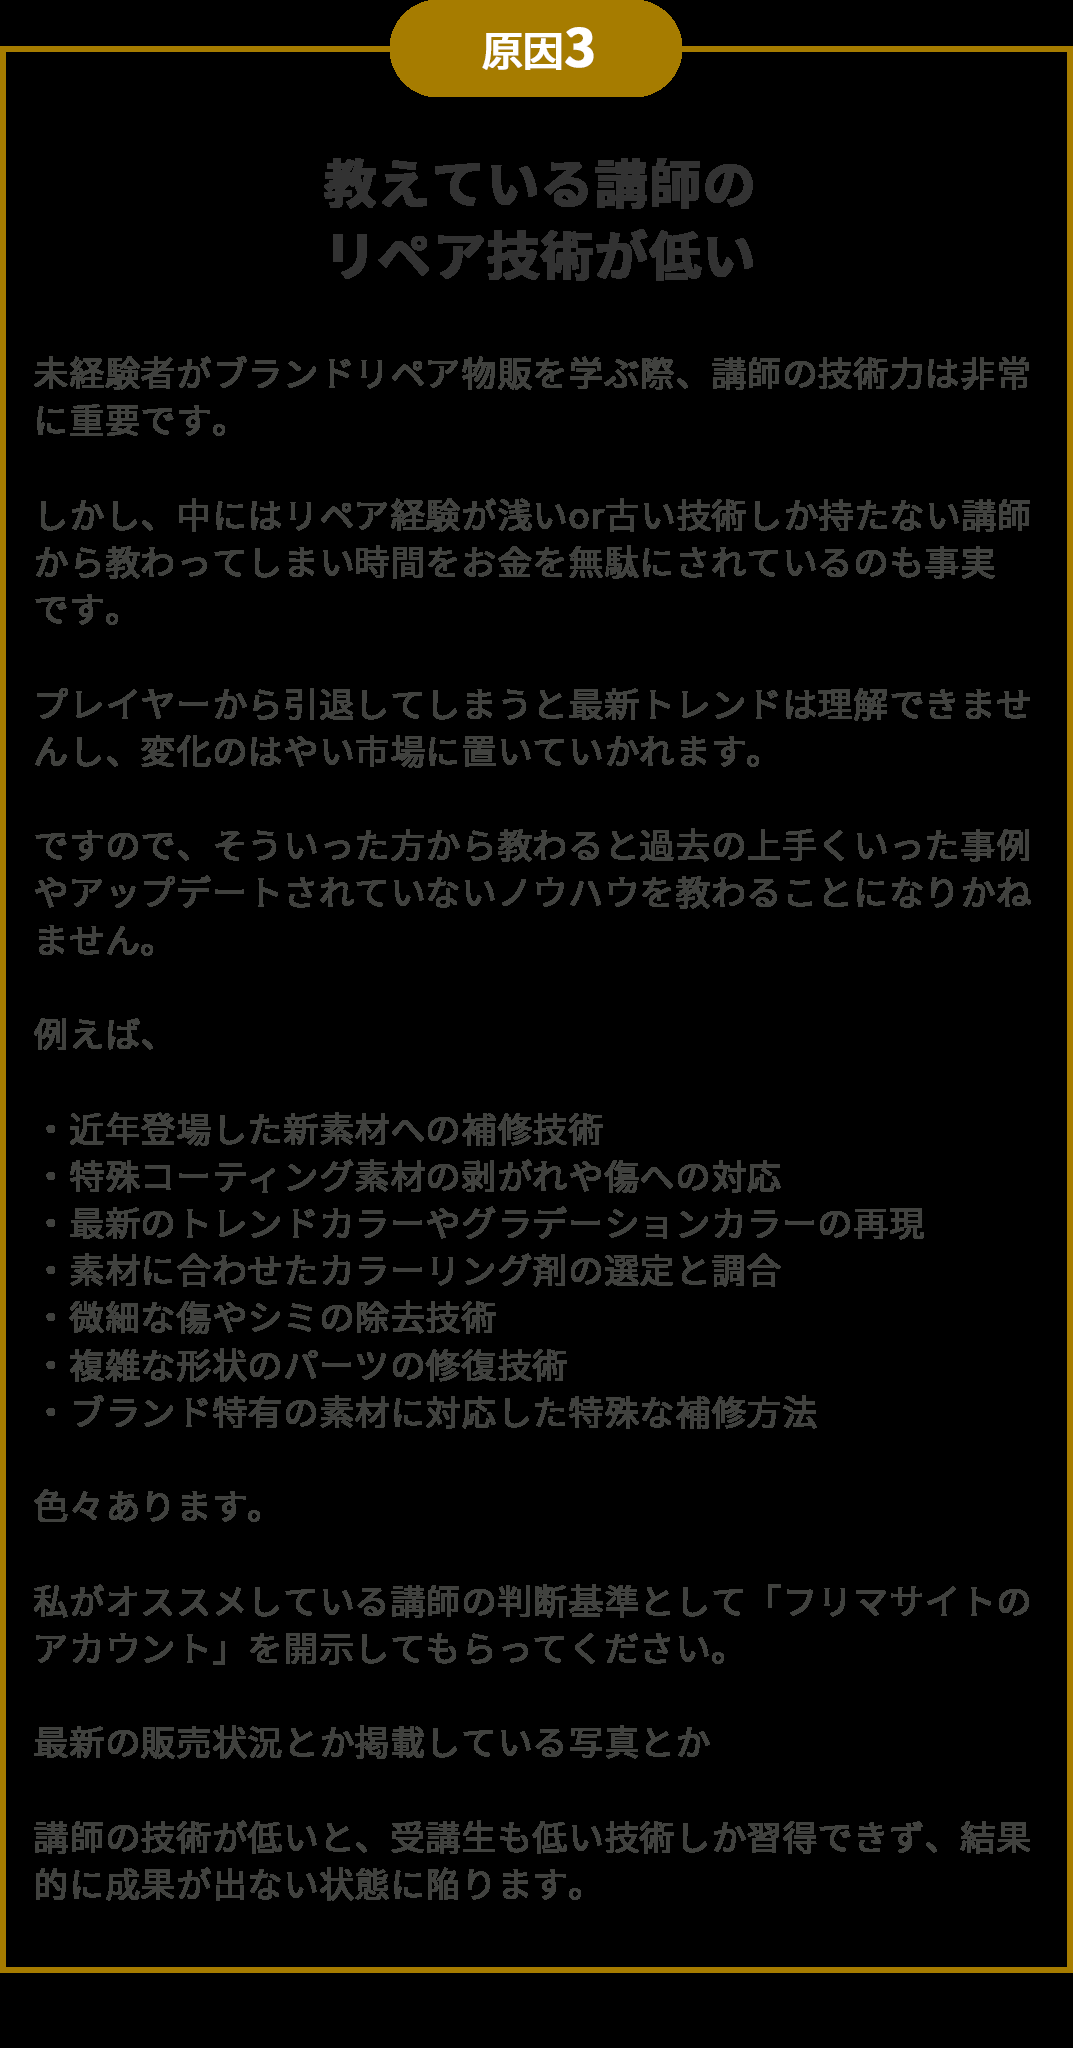 原因3
教えている講師の
リペア技術が低い
未経験者がブランドリペア物販を学ぶ際、講師の技術力は非常
に重要です。
しかし、中にはリペア経験が浅いor古い技術しか持たない講師
から教わってしまい時間をお金を無駄にされているのも事実
です。
プレイヤーから引退してしまうと最新トレンドは理解できませ
んし、変化のはやい市場に置いていかれます。
ですので、そういった方から教わると過去の上手くいった事例
やアップデートされていないノウハウを教わることになりかね
ません。
例えば、
・近年登場した新素材への補修技術
・特殊コーティング素材の剥がれや傷への対応
・最新のトレンドカラーやグラデーションカラーの再現
・素材に合わせたカラーリング剤の選定と調合
・微細な傷やシミの除去技術
・複雑な形状のパーツの修復技術
・ブランド特有の素材に対応した特殊な補修方法
色々あります。
私がオススメしている講師の判断基準として「フリマサイトの
アカウント」を開示してもらってください。
最新の販売状況とか掲載している写真とか
講師の技術が低いと、受講生も低い技術しか習得できず、結果
的に成果が出ない状態に陥ります。